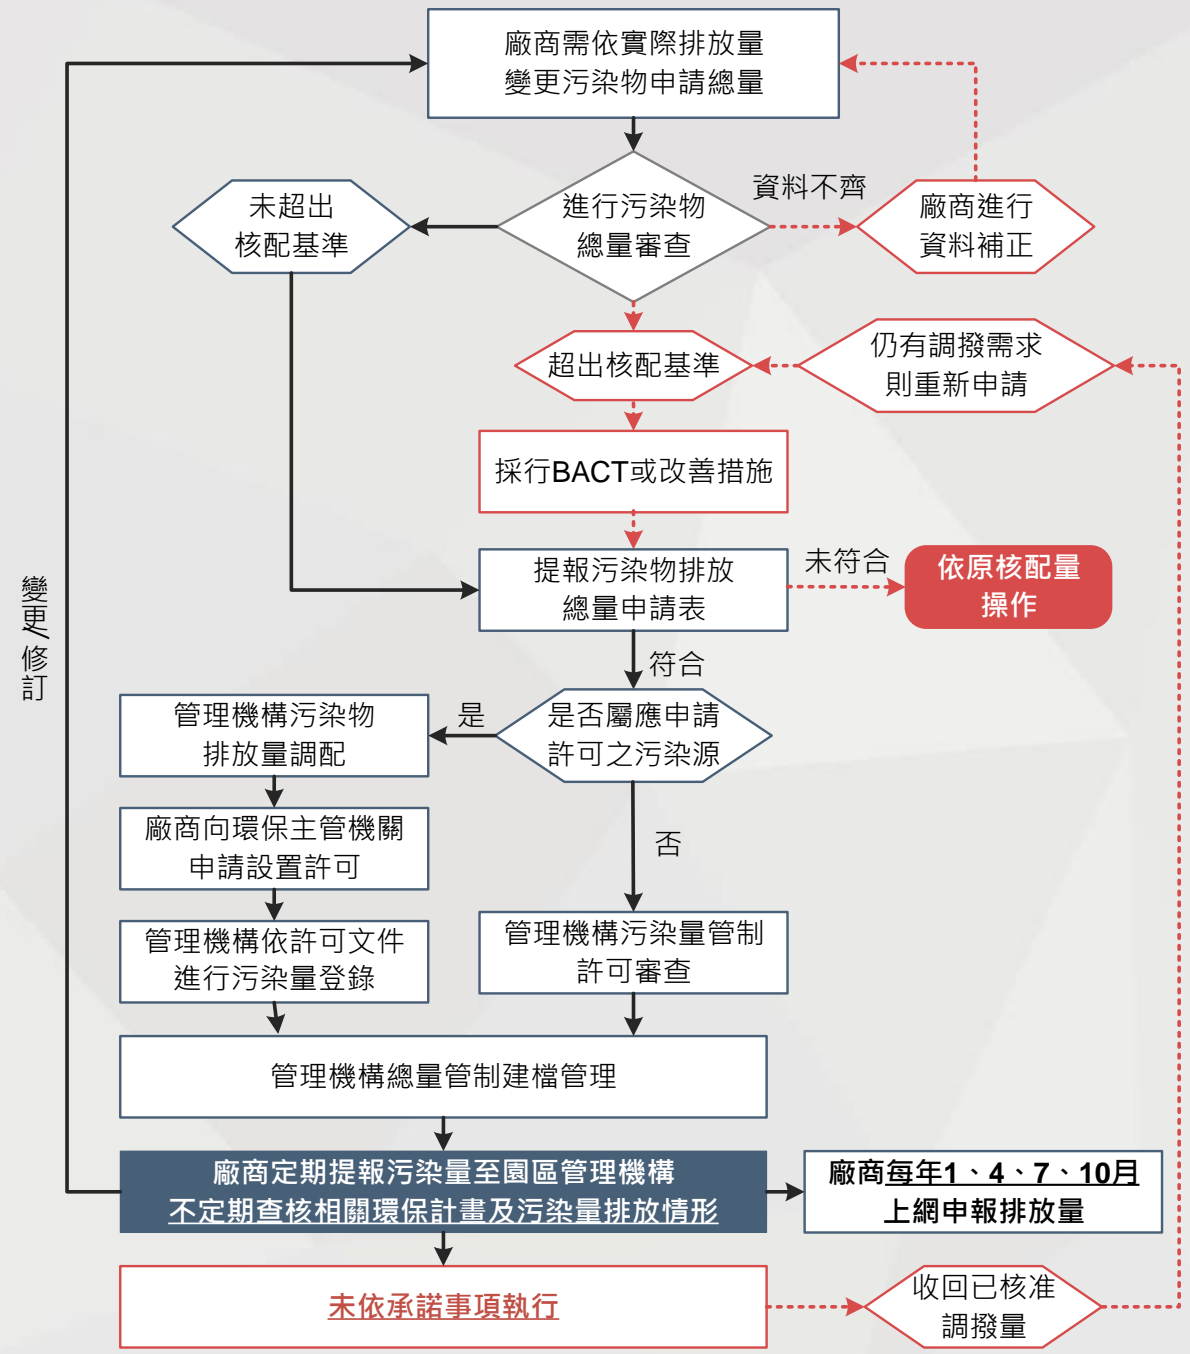 廠商需依實際排放量
變更污染物申請總量
未超出
核配基準
進行污染物
總量審查
資料不齊
廠商進行
資料補正
超出核配基準
仍有調撥需求
則重新申請
採行BACT或改善措施
提報污染物排放
總量申請表
未符合
依原核配量
操作
變更/修訂
符合
管理機構污染物
排放量調配
是
是否屬應申請
許可之污染源
廠商向環保主管機關
申請設置許可
否
管理機構依許可文件
進行污染量登錄
管理機構污染量管制
許可審查
管理機構總量管制建檔管理
廠商定期提報污染量至園區管理機構
不定期查核相關環保計畫及污染量排放情形
廠商每年1、4、7、10月
上網申報排放量
未依承諾事項執行
收回已核准
調撥量